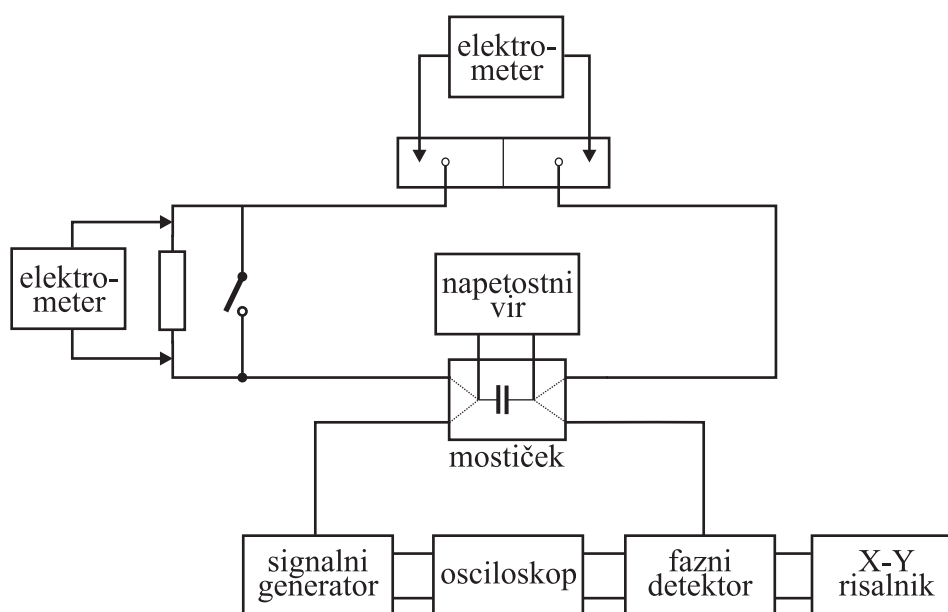 elektro-
meter
elektro-
meter
napetostni
vir
mostiček
signalni
generator
osciloskop
fazni
detektor
X-Y
risalnik